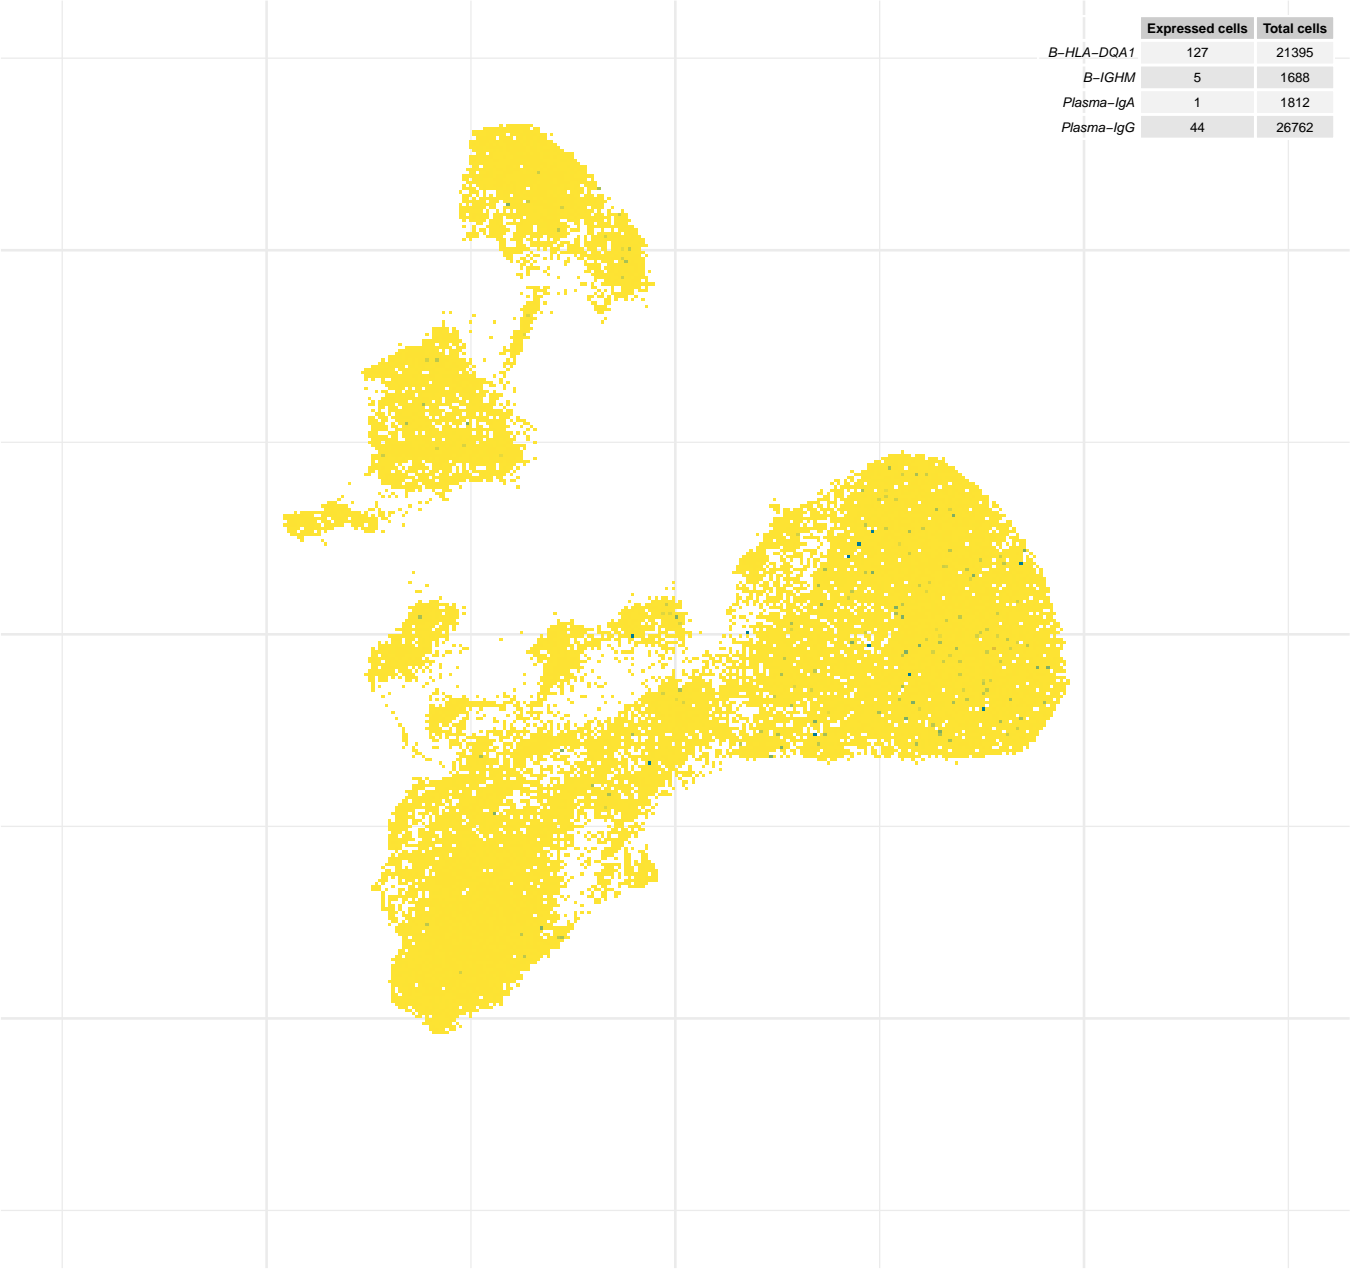 Expressed cells Total cells
B−HLA−DQA1 127 21395
B−IGHM 5 1688
Plasma−IgA 1 1812
Plasma−IgG 44 26762